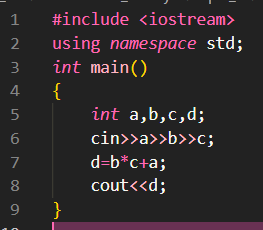 1 #include <iostream>
2 using namespace std;
3 int main()
4 {
5 int a,b,c,d;
6 cin>>a>>b>>c;
7 d=b*c+a;
8 cout<<d;
9 }